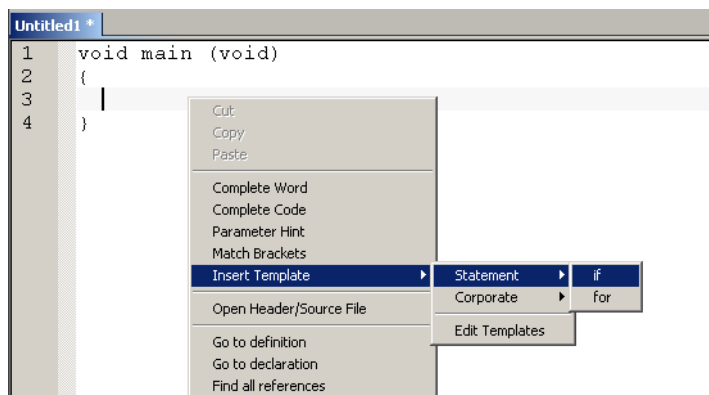 Untitled1 *
1 void main (void)
2 {
3
4 }
Cut
Copy
Paste
Complete Word
Complete Code
Parameter Hint
Match Brackets
Insert Template
Statement
if
Corporate
for
Edit Templates
Open Header/Source File
Go to definition
Go to declaration
Find all references